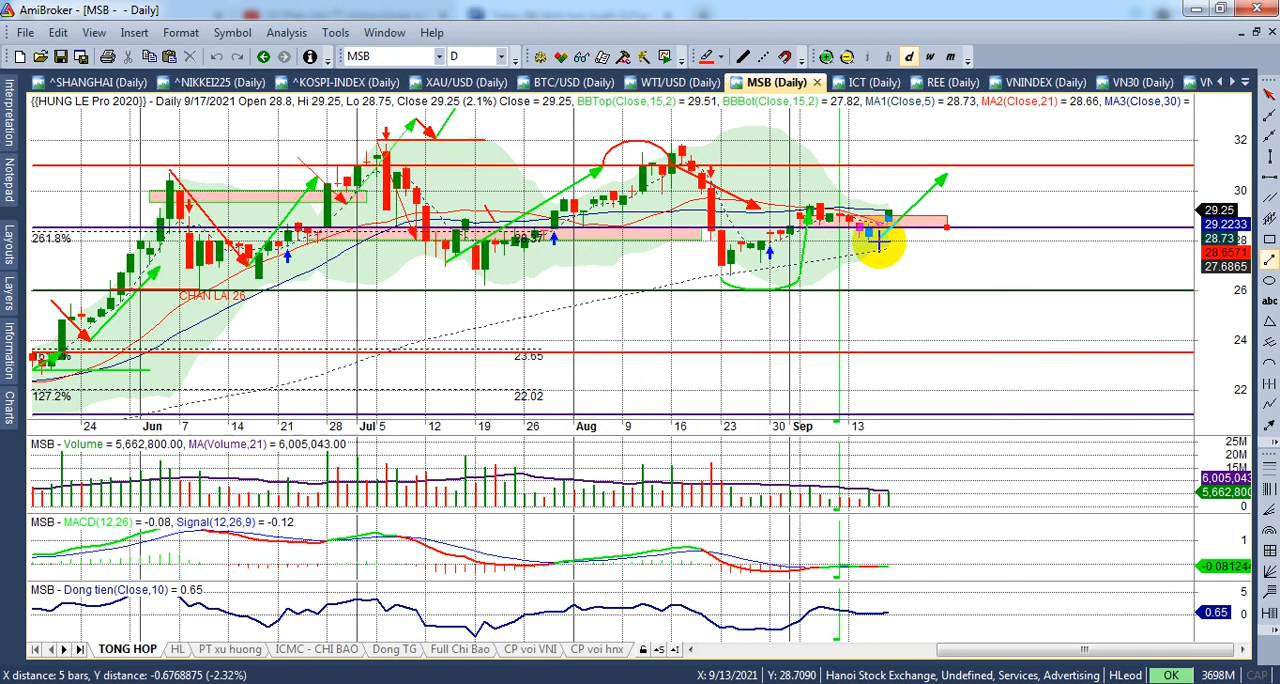 AmiBroker - [MSB - - Daily]
File Edit View Insert Format Symbol Analysis Tools Window Help
MSB D i h d w m
^SHANGHAI (Daily) ^NIKKEI225 (Daily) ^KOSPI-INDEX (Daily) XAU/USD (Daily) BTC/USD (Daily) WTI/USD (Daily) MSB (Daily) ICT (Daily) REE (Daily) VNINDEX (Daily) VN30 (Daily) VN
{{HUNG LE Pro 2020}} - Daily 9/17/2021 Open 28.8, Hi 29.25, Lo 28.75, Close 29.25 (2.1%) Close = 29.25, BBTop(Close,15,2) = 29.51, BBBot(Close,15,2) = 27.82, MA1(Close,5) = 28.73, MA2(Close,21) = 28.66, MA3(Close,30) =
Interpretation
Notepad
Layouts
Layers
Information
Charts
32
30
29.25
29.2233
28.73
28.6571
27.6865
26
24
22
261.8%
CHAN LAI 26
23.65
127.2%
22.02
24 Jun 7 14 21 28 Jul 5 12 19 26 Aug 9 16 23 30 Sep 13
MSB - Volume = 5,662,800.00, MA(Volume,21) = 6,005,043.00
25M
20M
15M
6,005,043
5,662,800
0
MSB - MACD(12,26) = -0.08, Signal(12,26,9) = -0.12
1
-0.081244
MSB - Dong tien(Close,10) = 0.65
5
0.65 0
abc
TONG HOP HL PT xu huong ICMC - CHI BAO Dong TG Full Chi Bao CP voi VNI CP voi hnx
X distance: 5 bars, Y distance: -0.6768875 (-2.32%) X: 9/13/2021 Y: 28.7090 Hanoi Stock Exchange, Undefined, Services, Advertising HLeod OK 3698M CAP